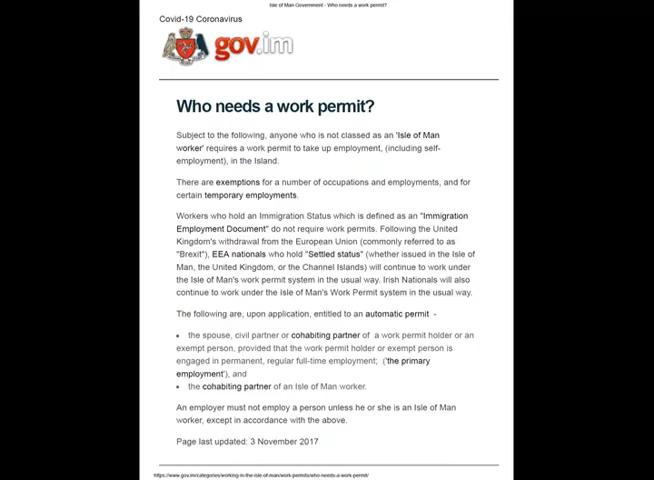 Isle of Man Government - Who needs a work permit?
Covid-19 Coronavirus
gov.im
Who needs a work permit?
Subject to the following, anyone who is not classed as an 'Isle of Man
worker' requires a work permit to take up employment, (including self-
employment), in the Island.
There are exemptions for a number of occupations and employments, and for
certain temporary employments.
Workers who hold an Immigration Status which is defined as an "Immigration
Employment Document" do not require work permits. Following the United
Kingdom's withdrawal from the European Union (commonly referred to as
"Brexit"), EEA nationals who hold "Settled status" (whether issued in the Isle of
Man, the United Kingdom, or the Channel Islands) will continue to work under
the Isle of Man's work permit system in the usual way. Irish Nationals will also
continue to work under the Isle of Man's Work Permit system in the usual way.
The following are, upon application, entitled to an automatic permit -
• the spouse, civil partner or cohabiting partner of a work permit holder or an
exempt person, provided that the work permit holder or exempt person is
engaged in permanent, regular full-time employment; ('the primary
employment'), and
• the cohabiting partner of an Isle of Man worker.
An employer must not employ a person unless he or she is an Isle of Man
worker, except in accordance with the above.
Page last updated: 3 November 2017
https://www.gov.im/categories/working-in-the-isle-of-man/work-permits/who-needs-a-work-permit/